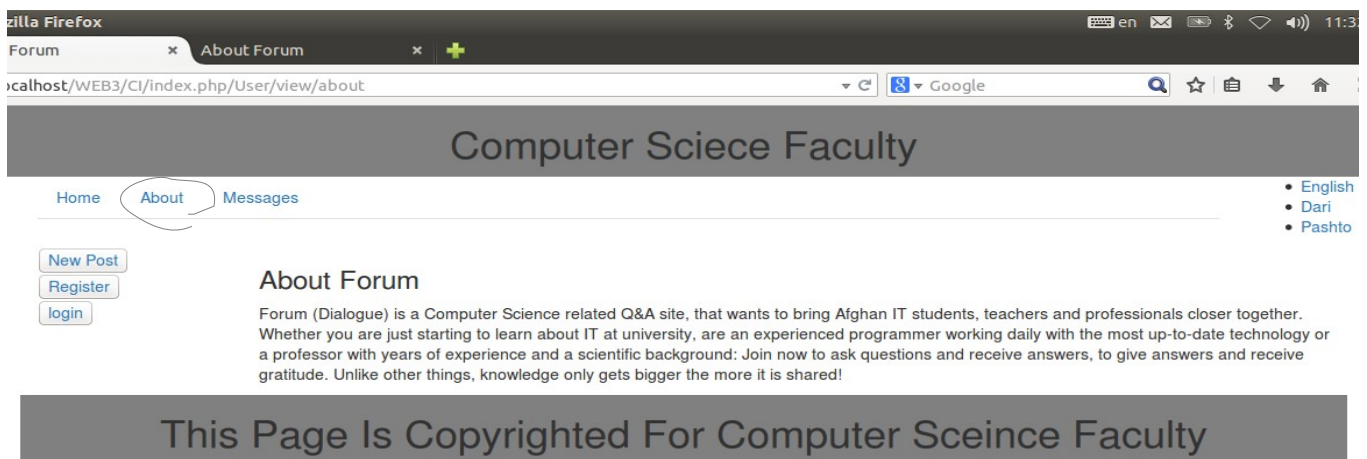 zilla Firefox en 11:3
Forum × About Forum ×
ocalhost/WEB3/CI/index.php/User/view/about 8 Google
Computer Sciece Faculty
Home About Messages
English
Dari
Pashto
New Post
Register
login
About Forum
Forum (Dialogue) is a Computer Science related Q&A site, that wants to bring Afghan IT students, teachers and professionals closer together.
Whether you are just starting to learn about IT at university, are an experienced programmer working daily with the most up-to-date technology or
a professor with years of experience and a scientific background: Join now to ask questions and receive answers, to give answers and receive
gratitude. Unlike other things, knowledge only gets bigger the more it is shared!
This Page Is Copyrighted For Computer Sceince Faculty